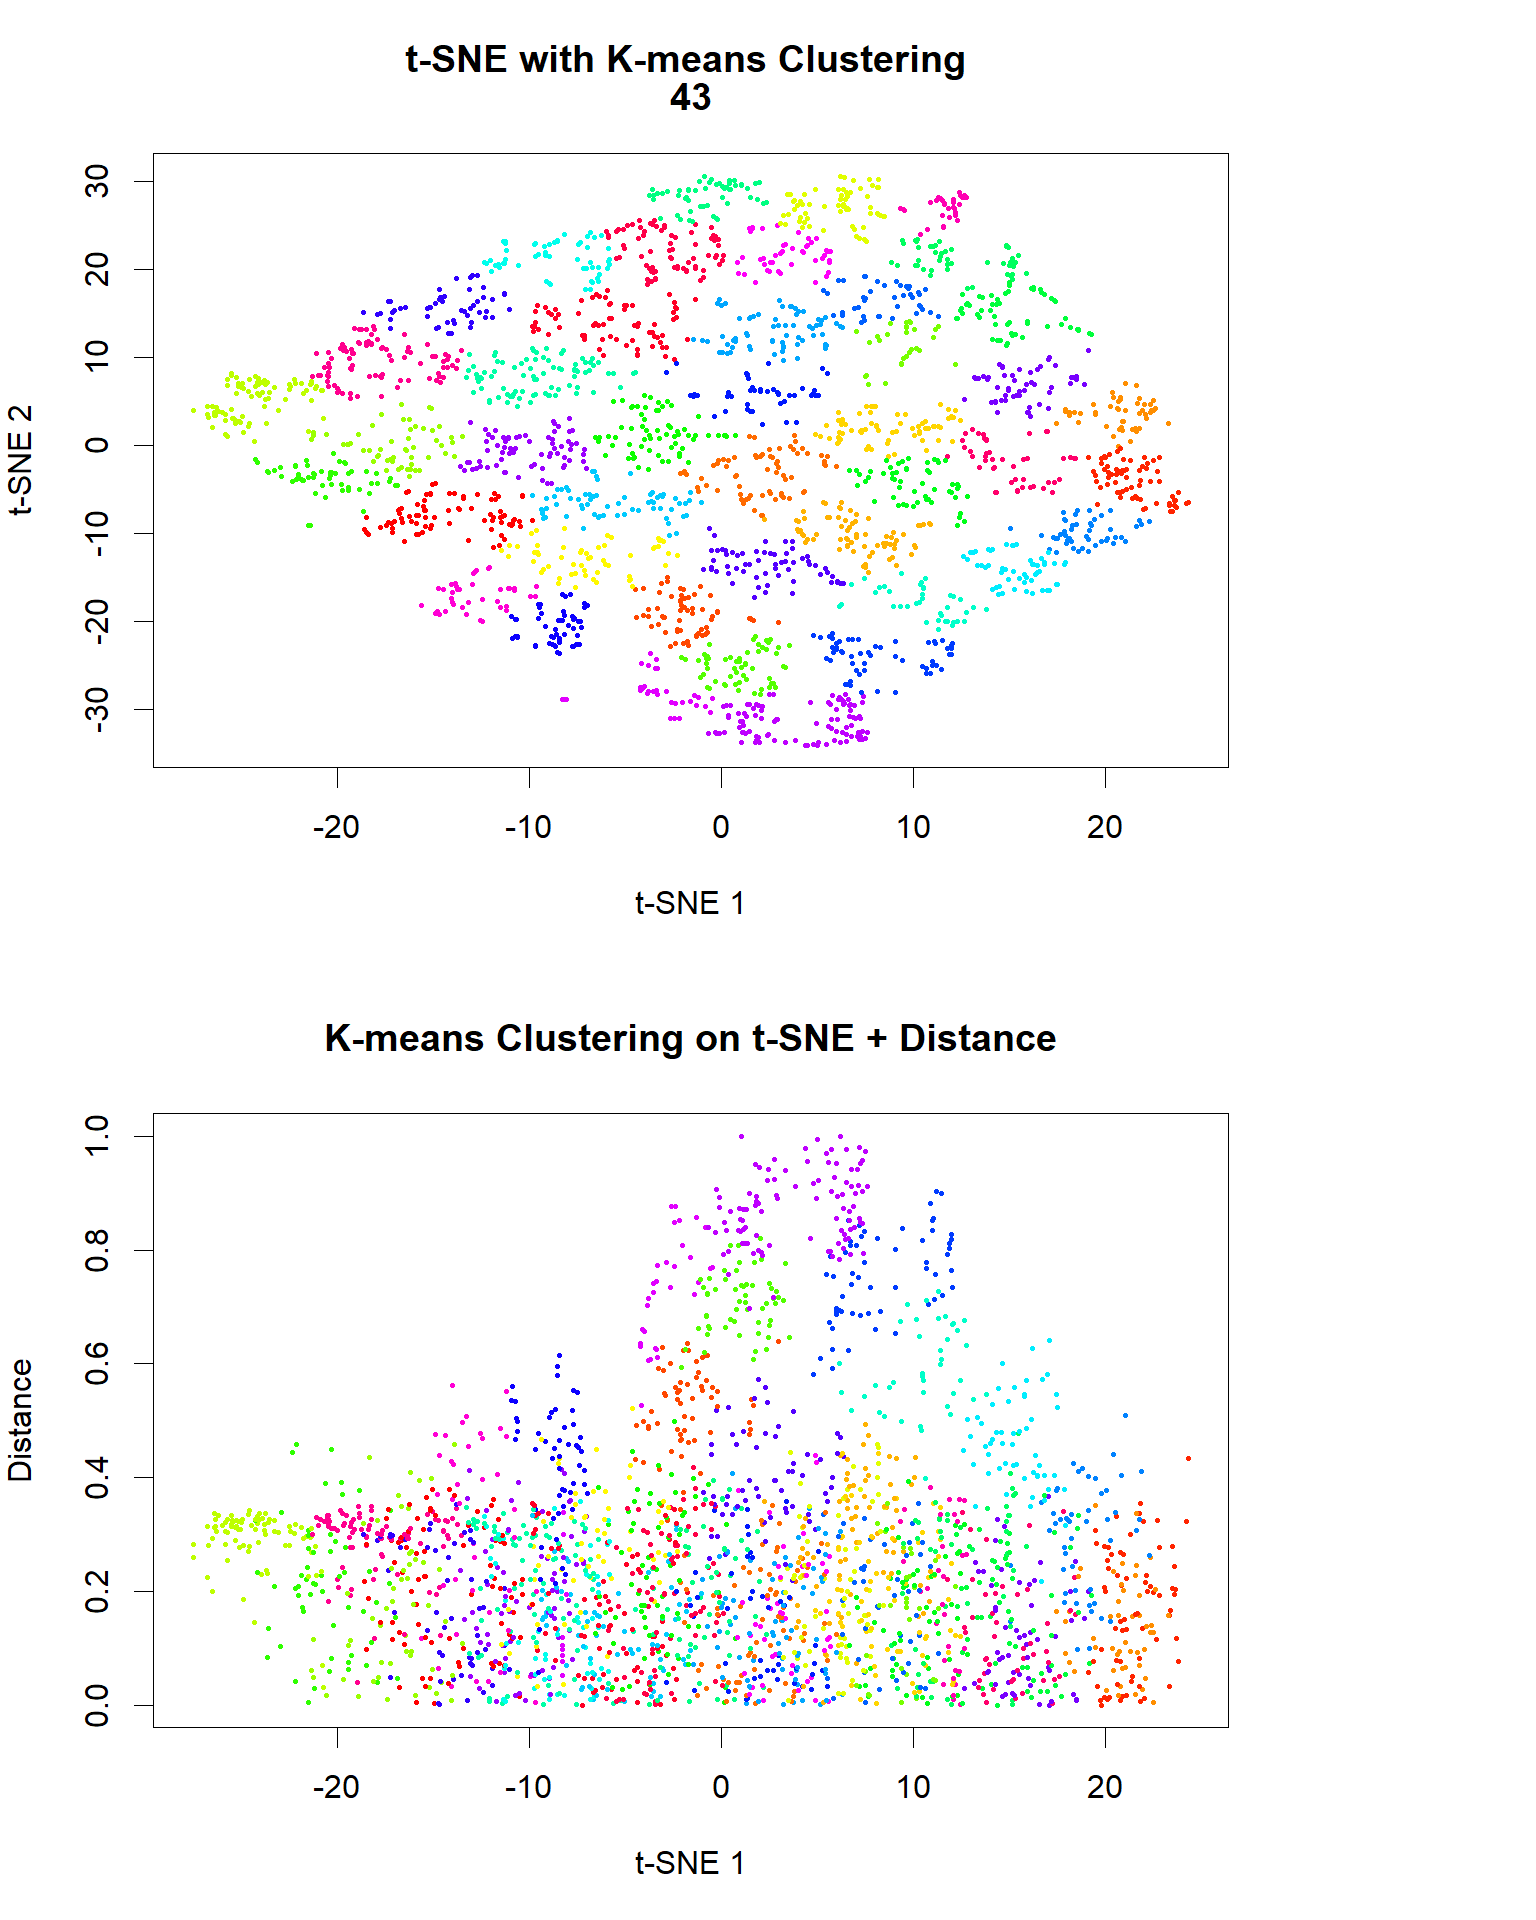 t-SNE with K-means Clustering
43
30
20
10
0
-10
-20
-30
t-SNE 2
-20 -10 0 10 20
t-SNE 1
K-means Clustering on t-SNE + Distance
1.0
0.8
0.6
0.4
0.2
0.0
Distance
-20 -10 0 10 20
t-SNE 1